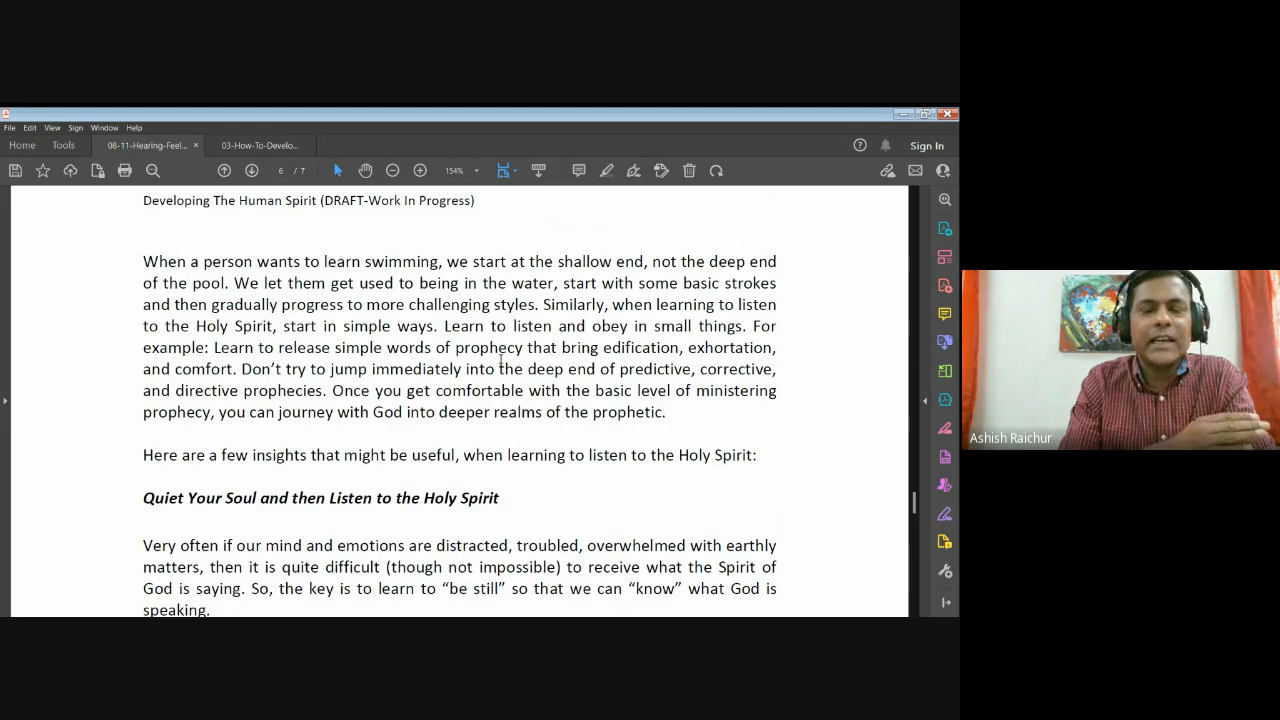 File Edit View Sign Window Help
Home Tools 08-11-Hearing-Feel... × 03-How-To-Develo... Sign In
6 / 7 154%
Developing The Human Spirit (DRAFT-Work In Progress)
When a person wants to learn swimming, we start at the shallow end, not the deep end
of the pool. We let them get used to being in the water, start with some basic strokes
and then gradually progress to more challenging styles. Similarly, when learning to listen
to the Holy Spirit, start in simple ways. Learn to listen and obey in small things. For
example: Learn to release simple words of prophecy that bring edification, exhortation,
and comfort. Don’t try to jump immediately into the deep end of predictive, corrective,
and directive prophecies. Once you get comfortable with the basic level of ministering
prophecy, you can journey with God into deeper realms of the prophetic.
Here are a few insights that might be useful, when learning to listen to the Holy Spirit:
Quiet Your Soul and then Listen to the Holy Spirit
Very often if our mind and emotions are distracted, troubled, overwhelmed with earthly
matters, then it is quite difficult (though not impossible) to receive what the Spirit of
God is saying. So, the key is to learn to “be still” so that we can “know” what God is
speaking.
Ashish Raichur